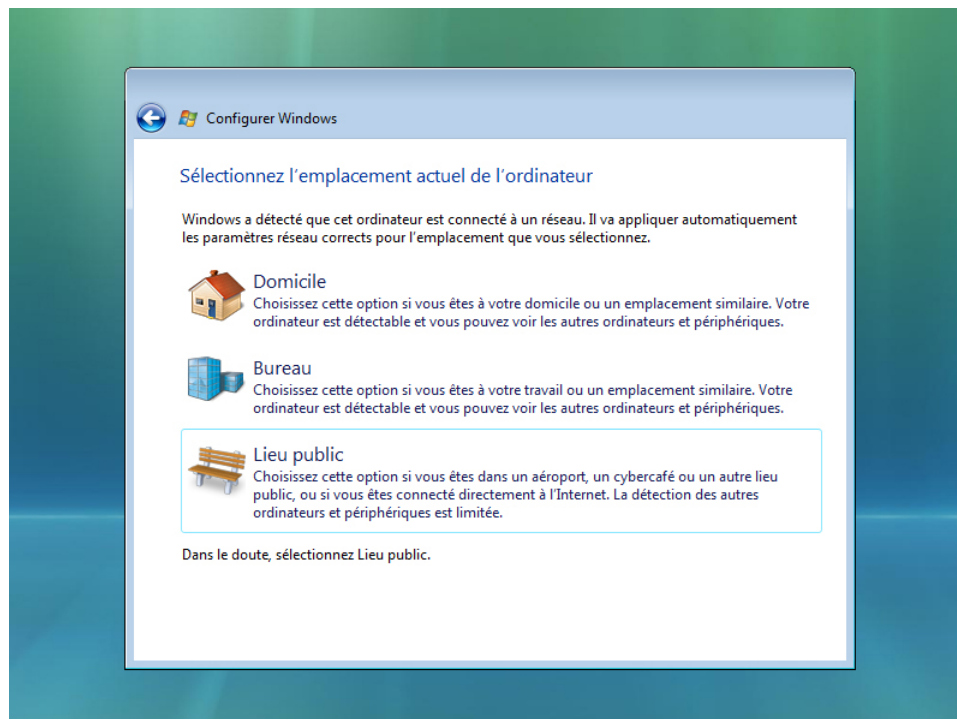 Configurer Windows
Sélectionnez l'emplacement actuel de l'ordinateur
Windows a détecté que cet ordinateur est connecté à un réseau. Il va appliquer automatiquement
les paramètres réseau corrects pour l'emplacement que vous sélectionnez.
Domicile
Choisissez cette option si vous êtes à votre domicile ou un emplacement similaire. Votre
ordinateur est détectable et vous pouvez voir les autres ordinateurs et périphériques.
Bureau
Choisissez cette option si vous êtes à votre travail ou un emplacement similaire. Votre
ordinateur est détectable et vous pouvez voir les autres ordinateurs et périphériques.
Lieu public
Choisissez cette option si vous êtes dans un aéroport, un cybercafé ou un autre lieu
public, ou si vous êtes connecté directement à l'Internet. La détection des autres
ordinateurs et périphériques est limitée.
Dans le doute, sélectionnez Lieu public.